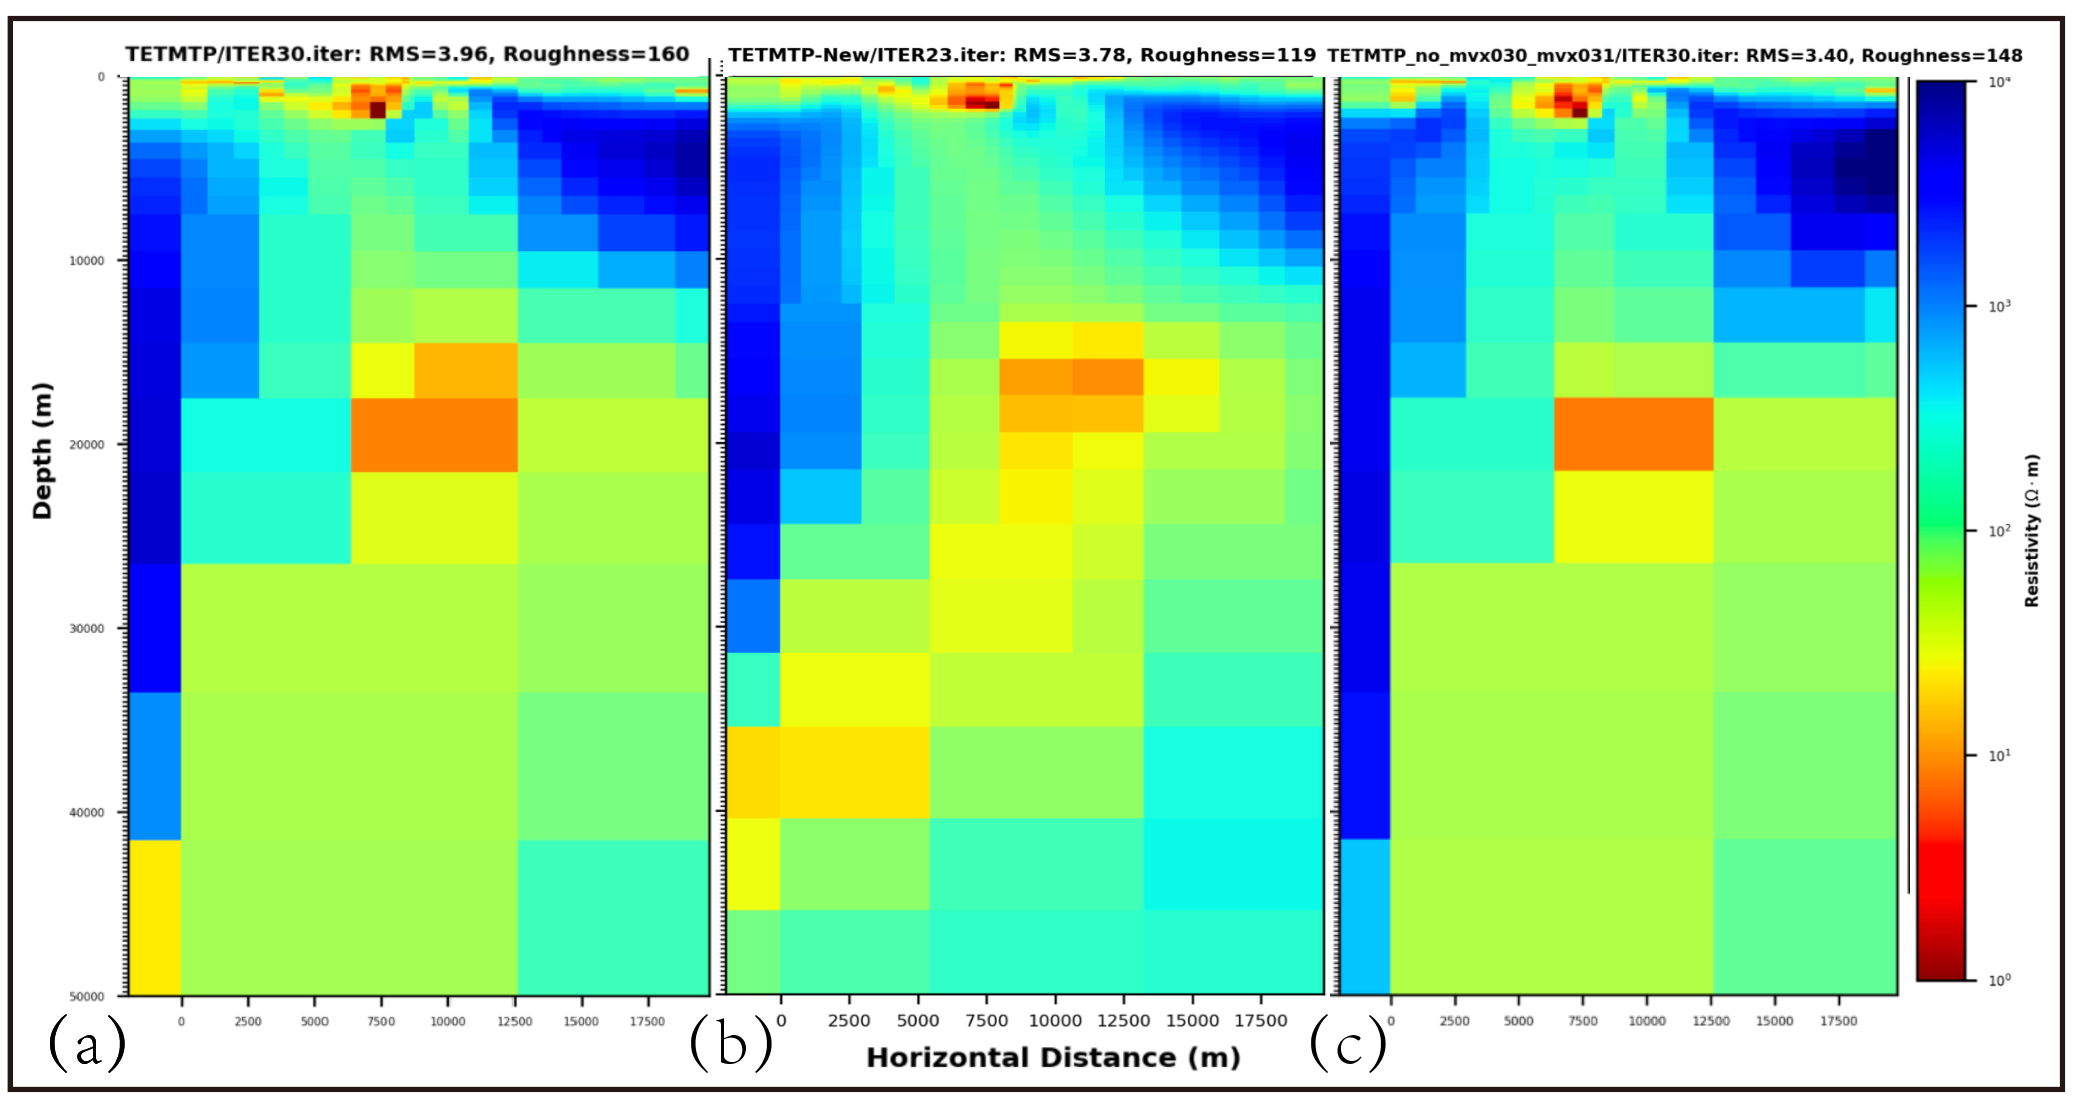 TETMTP/ITER30.iter: RMS=3.96, Roughness=160
TETMTP-New/ITER23.iter: RMS=3.78, Roughness=119
TETMTP_no_mvx030_mvx031/ITER30.iter: RMS=3.40, Roughness=148
Depth (m)
0
10000
20000
30000
40000
50000
0 2500 5000 7500 10000 12500 15000 17500
0 2500 5000 7500 10000 12500 15000 17500
0 2500 5000 7500 10000 12500 15000 17500
(a)
(b)
(c)
Horizontal Distance (m)
10⁴
10³
10²
10¹
10⁰
Resistivity (Ω · m)